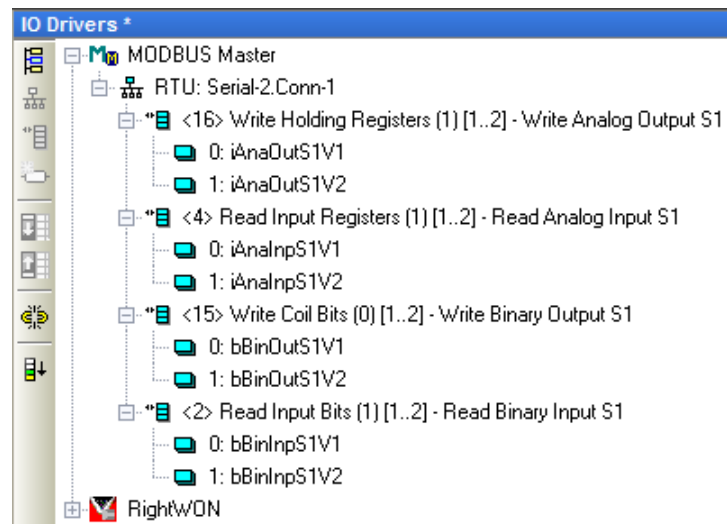 IO Drivers *
MODBUS Master
RTU: Serial-2.Conn-1
<16> Write Holding Registers (1) [1..2] - Write Analog Output S1
0: iAnaOutS1V1
1: iAnaOutS1V2
<4> Read Input Registers (1) [1..2] - Read Analog Input S1
0: iAnaInpS1V1
1: iAnaInpS1V2
<15> Write Coil Bits (0) [1..2] - Write Binary Output S1
0: bBinOutS1V1
1: bBinOutS1V2
<2> Read Input Bits (1) [1..2] - Read Binary Input S1
0: bBinInpS1V1
1: bBinInpS1V2
RightWON